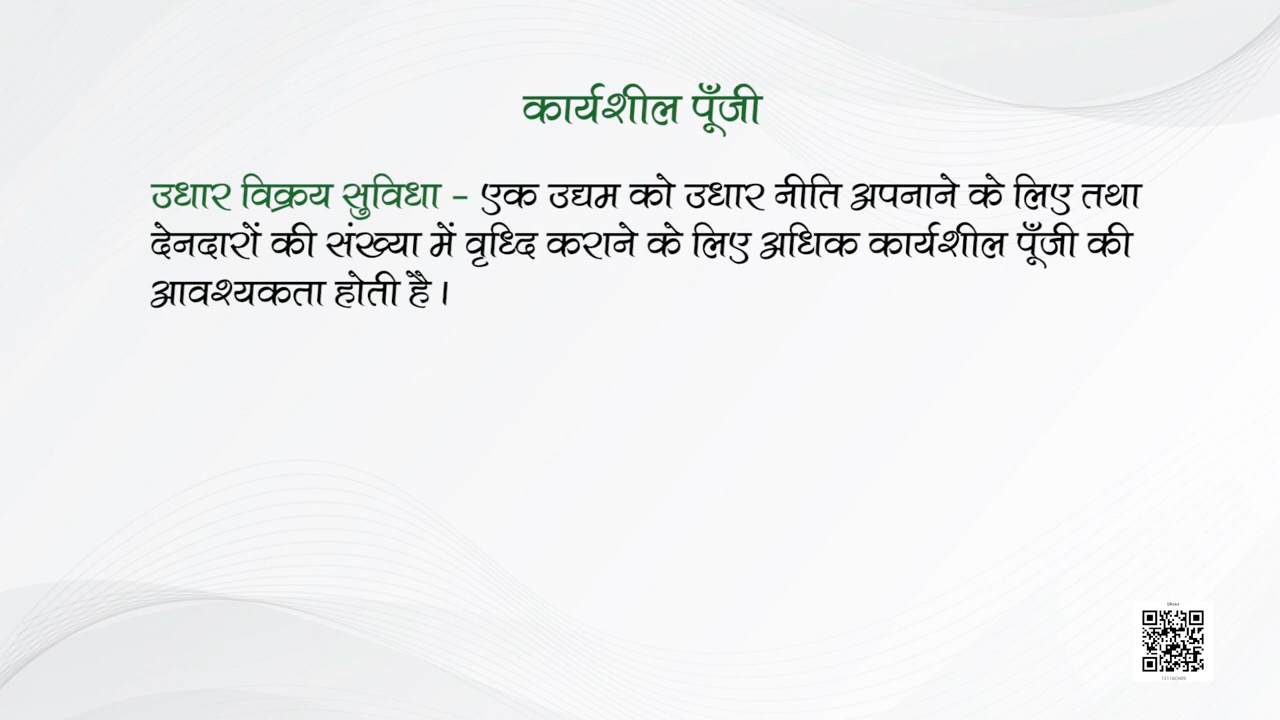 कार्यशील पूँजी
उधार विक्रय सुविधा - एक उद्यम को उधार नीति अपनाने के लिए तथा
देनदारों की संख्या में वृध्दि कराने के लिए अधिक कार्यशील पूँजी की
आवश्यकता होती है।